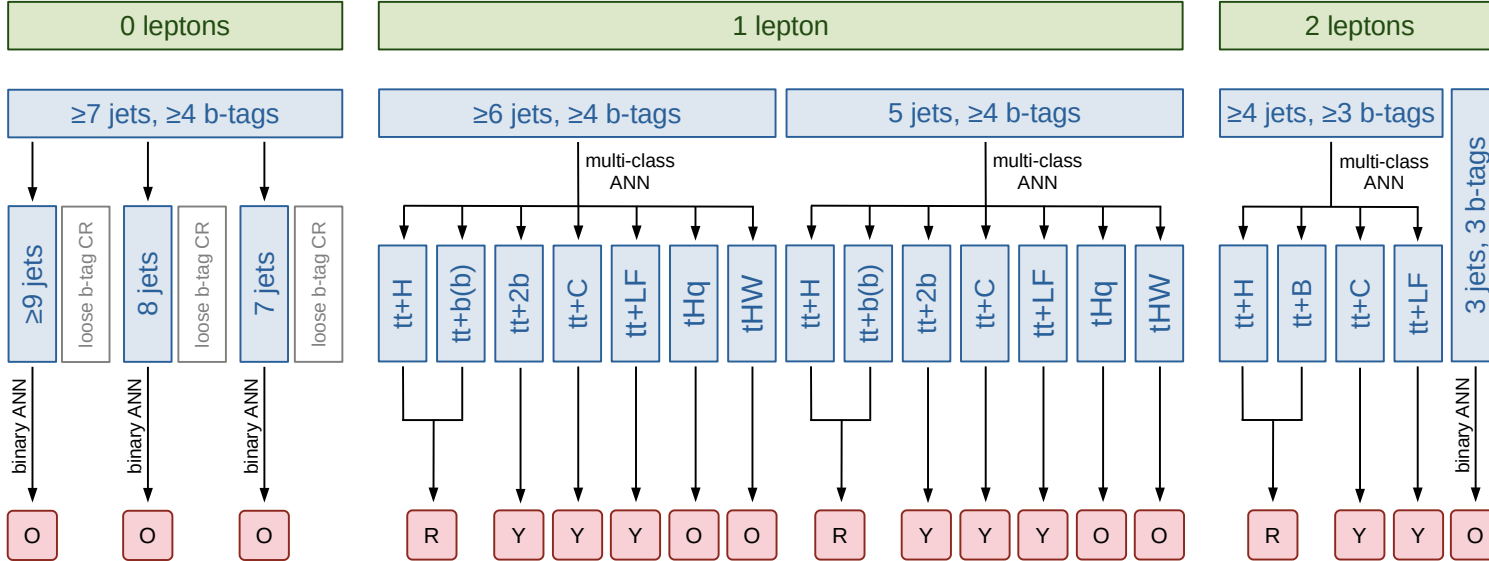 0 leptons
1 lepton
2 leptons
≥7 jets, ≥4 b-tags
≥6 jets, ≥4 b-tags
5 jets, ≥4 b-tags
≥4 jets, ≥3 b-tags
3 jets, 3 b-tags
multi-class
ANN
multi-class
ANN
multi-class
ANN
≥9 jets
loose b-tag CR
8 jets
loose b-tag CR
7 jets
loose b-tag CR
tt+H
tt+b(b)
tt+2b
tt+C
tt+LF
tHq
tHW
tt+H
tt+b(b)
tt+2b
tt+C
tt+LF
tHq
tHW
tt+H
tt+B
tt+C
tt+LF
binary ANN
binary ANN
binary ANN
binary ANN
O
O
O
R
Y
Y
Y
O
O
R
Y
Y
Y
O
O
R
Y
Y
O